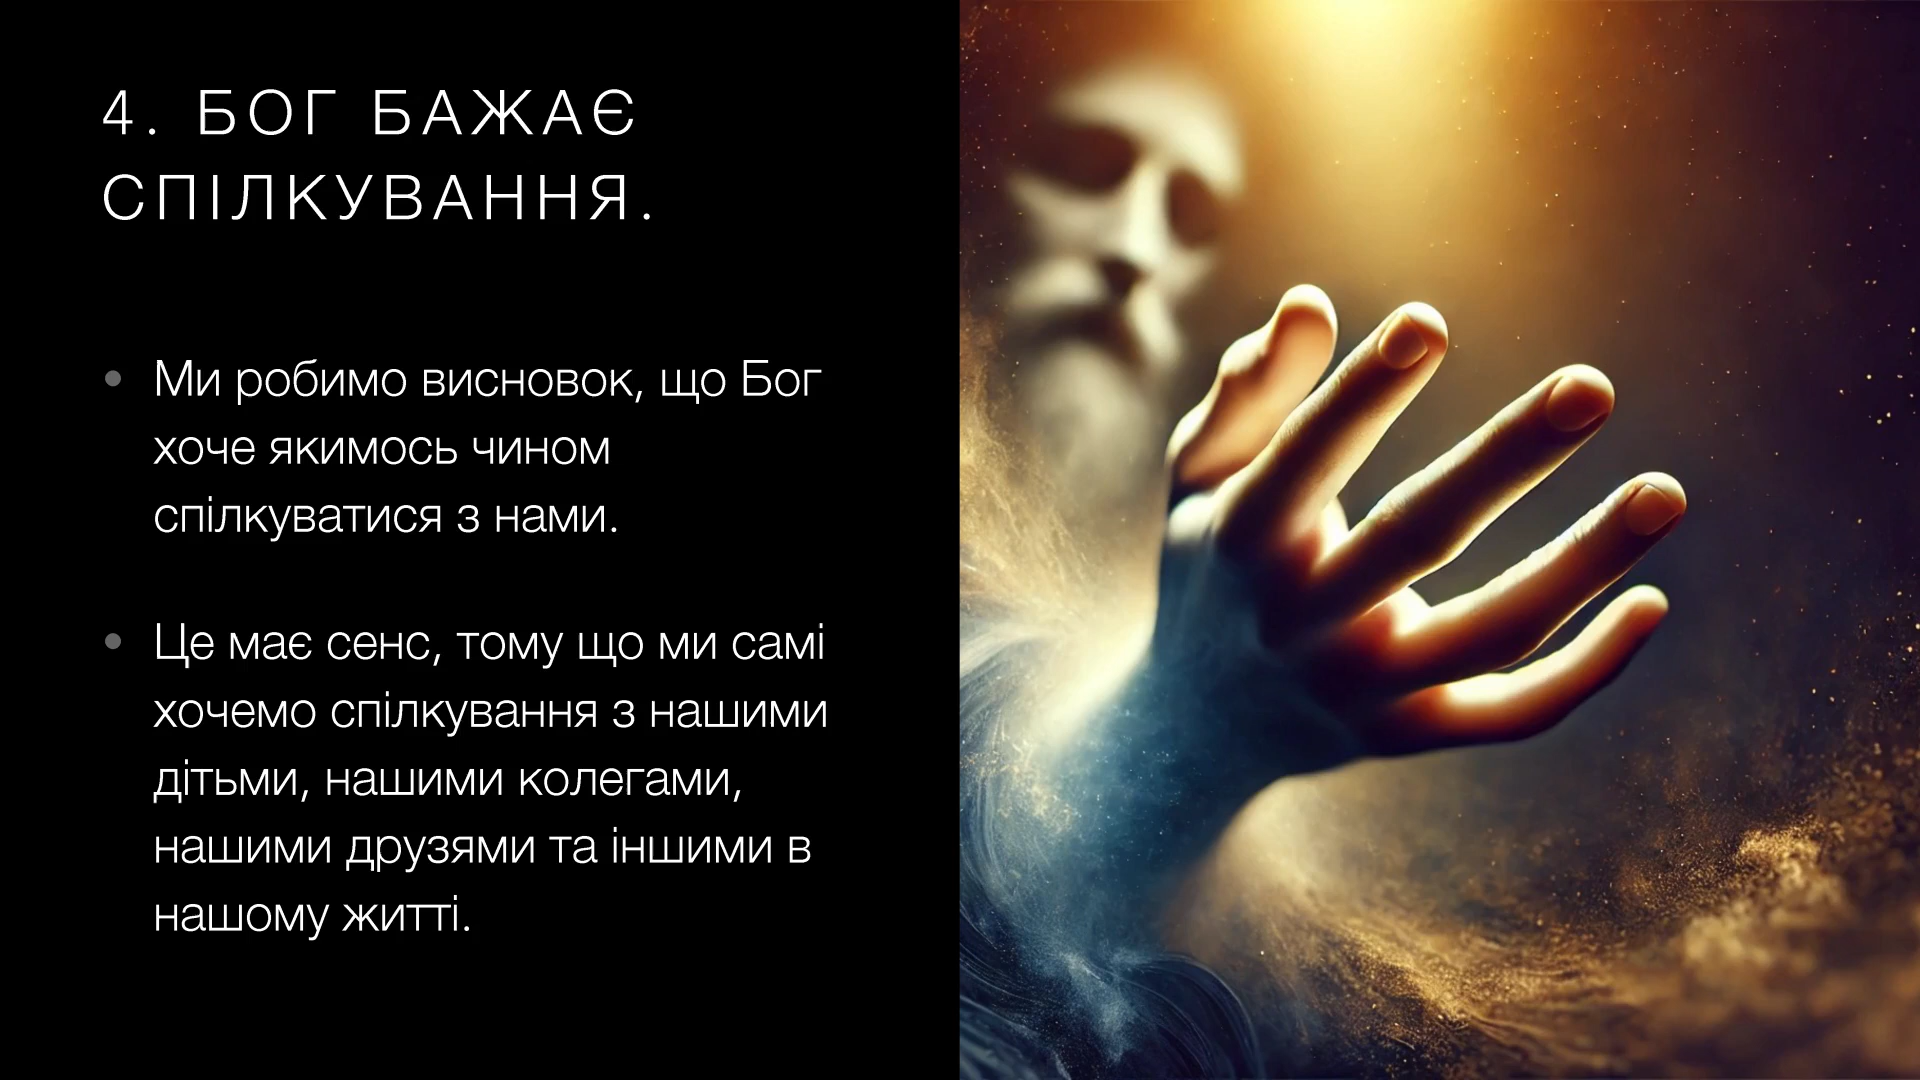 4. БОГ БАЖАЄ
СПІЛКУВАННЯ.
• Ми робимо висновок, що Бог
хоче якимось чином
спілкуватися з нами.
• Це має сенс, тому що ми самі
хочемо спілкування з нашими
дітьми, нашими колегами,
нашими друзями та іншими в
нашому житті.